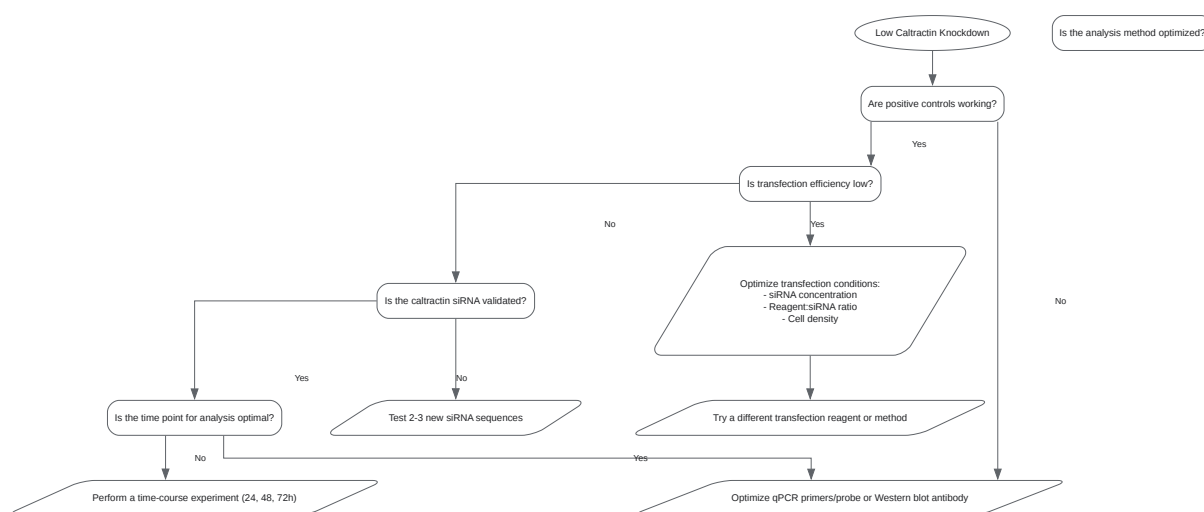 Low Caltractin Knockdown
Is the analysis method optimized?
Are positive controls working?
Yes
Is transfection efficiency low?
No
Yes
Optimize transfection conditions:
- siRNA concentration
- Reagent:siRNA ratio
- Cell density
Is the caltractin siRNA validated?
No
Yes
No
Is the time point for analysis optimal?
Test 2-3 new siRNA sequences
Try a different transfection reagent or method
No
Yes
Perform a time-course experiment (24, 48, 72h)
Optimize qPCR primers/probe or Western blot antibody